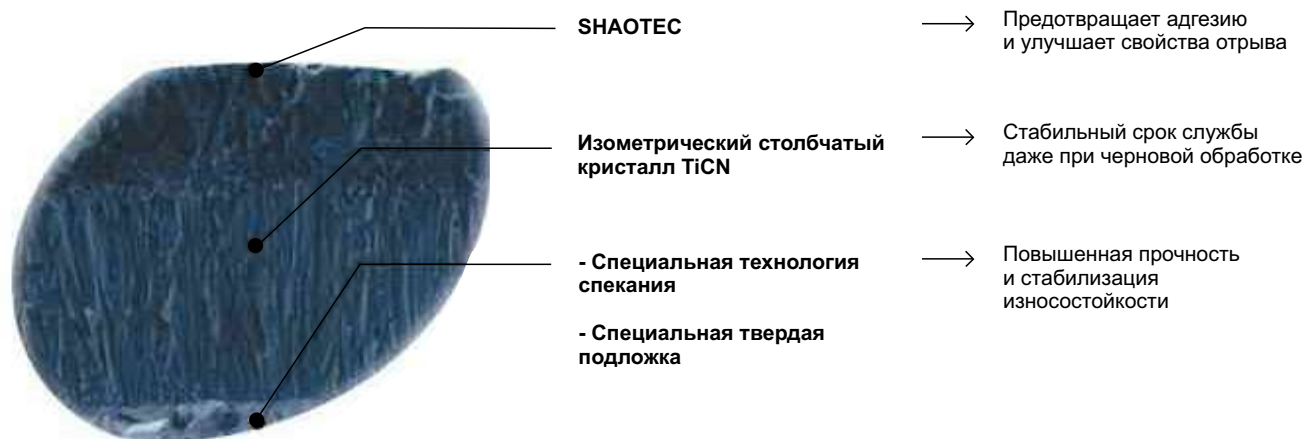 SHAOTEC
Предотвращает адгезию
и улучшает свойства отрыва
Изометрический столбчатый
кристалл TiCN
Стабильный срок службы
даже при черновой обработке
- Специальная технология
спекания
- Специальная твердая
подложка
Повышенная прочность
и стабилизация
износостойкости